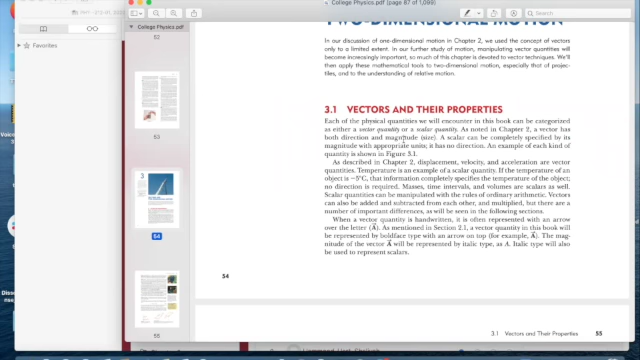 College Physics.pdf (page 87 of 1,089)
Search
Favorites
College Physics.pdf
52
53
54
55
TWO-DIMENSIONAL MOTION
In our discussion of one-dimensional motion in Chapter 2, we used the concept of vectors
only to a limited extent. In our further study of motion, manipulating vector quantities will
become increasingly important, so much of this chapter is devoted to vector techniques. We'll
then apply these mathematical tools to two-dimensional motion, especially that of projec-
tiles, and to the understanding of relative motion.
3.1 VECTORS AND THEIR PROPERTIES
Each of the physical quantities we will encounter in this book can be categorized
as either a vector quantity or a scalar quantity. As noted in Chapter 2, a vector has
both direction and magnitude (size). A scalar can be completely specified by its
magnitude with appropriate units; it has no direction. An example of each kind of
quantity is shown in Figure 3.1.
As described in Chapter 2, displacement, velocity, and acceleration are vector
quantities. Temperature is an example of a scalar quantity. If the temperature of an
object is −5°C, that information completely specifies the temperature of the object;
no direction is required. Masses, time intervals, and volumes are scalars as well.
Scalar quantities can be manipulated with the rules of ordinary arithmetic. Vectors
can also be added and subtracted from each other, and multiplied, but there are a
number of important differences, as will be seen in the following sections.
When a vector quantity is handwritten, it is often represented with an arrow
over the letter (A⃗). As mentioned in Section 2.1, a vector quantity in this book will
be represented by boldface type with an arrow on top (for example, A⃗). The mag-
nitude of the vector A⃗ will be represented by italic type, as A. Italic type will also
be used to represent scalars.
54
3.1 Vectors and Their Properties 55